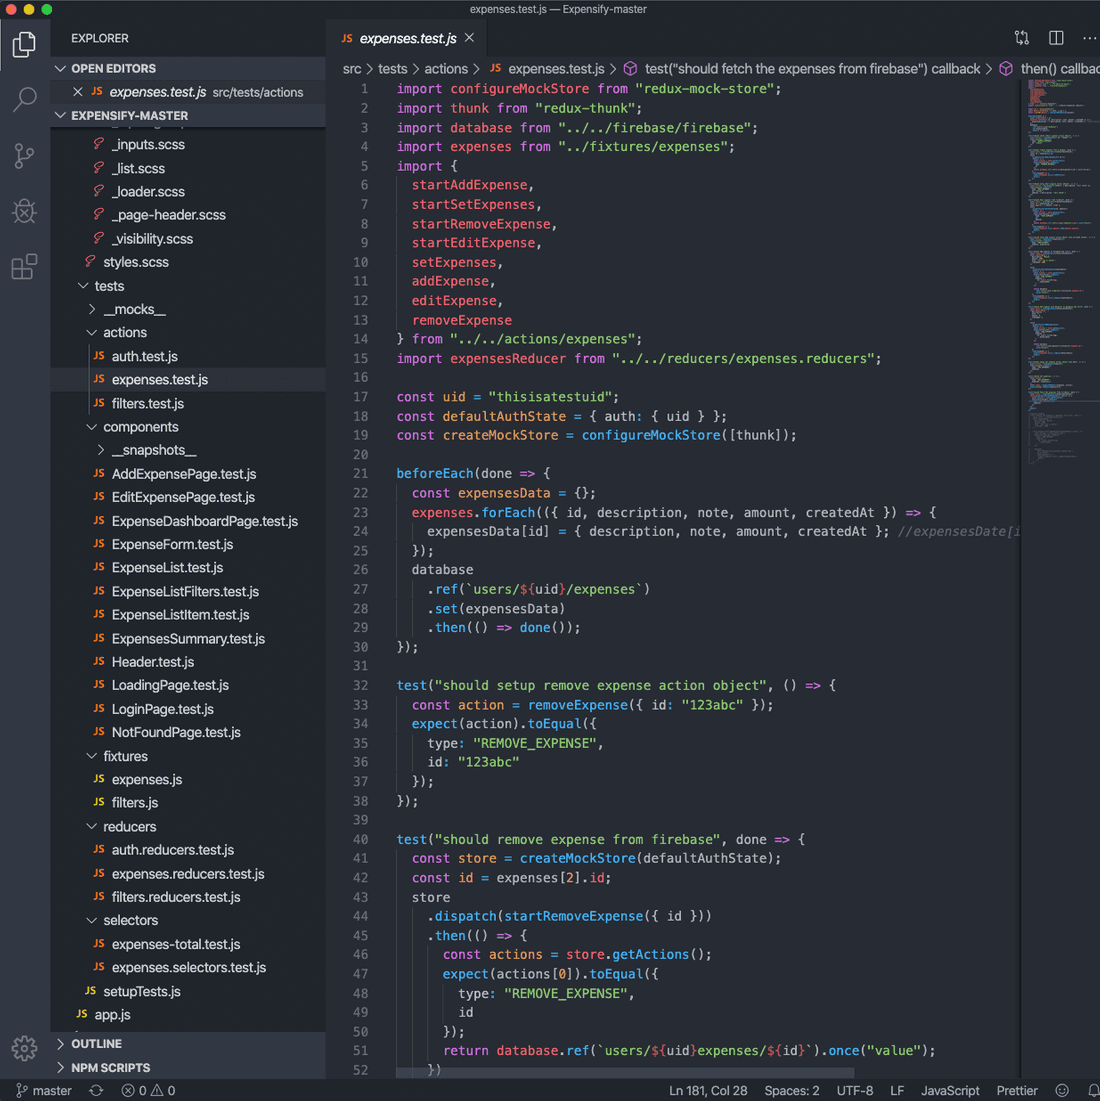 expenses.test.js — Expensify-master
EXPLORER
OPEN EDITORS
JS expenses.test.js src/tests/actions
EXPENSIFY-MASTER
_inputs.scss
_list.scss
_loader.scss
_page-header.scss
_visibility.scss
styles.scss
tests
__mocks__
actions
JS auth.test.js
JS expenses.test.js
JS filters.test.js
components
__snapshots__
JS AddExpensePage.test.js
JS EditExpensePage.test.js
JS ExpenseDashboardPage.test.js
JS ExpenseForm.test.js
JS ExpenseList.test.js
JS ExpenseListFilters.test.js
JS ExpenseListItem.test.js
JS ExpensesSummary.test.js
JS Header.test.js
JS LoadingPage.test.js
JS LoginPage.test.js
JS NotFoundPage.test.js
fixtures
JS expenses.js
JS filters.js
reducers
JS auth.reducers.test.js
JS expenses.reducers.test.js
JS filters.reducers.test.js
selectors
JS expenses-total.test.js
JS expenses.selectors.test.js
JS setupTests.js
JS app.js
OUTLINE
NPM SCRIPTS
JS expenses.test.js
src > tests > actions > JS expenses.test.js > test("should fetch the expenses from firebase") callback > then() callbac
1 import configureMockStore from "redux-mock-store";
2 import thunk from "redux-thunk";
3 import database from "../../firebase/firebase";
4 import expenses from "../fixtures/expenses";
5 import {
6 startAddExpense,
7 startSetExpenses,
8 startRemoveExpense,
9 startEditExpense,
10 setExpenses,
11 addExpense,
12 editExpense,
13 removeExpense
14 } from "../../actions/expenses";
15 import expensesReducer from "../../reducers/expenses.reducers";
16
17 const uid = "thisisatestuid";
18 const defaultAuthState = { auth: { uid } };
19 const createMockStore = configureMockStore([thunk]);
20
21 beforeEach(done => {
22 const expensesData = {};
23 expenses.forEach(({ id, description, note, amount, createdAt }) => {
24 expensesData[id] = { description, note, amount, createdAt }; //expensesDate[i
25 });
26 database
27 .ref(`users/${uid}/expenses`)
28 .set(expensesData)
29 .then(() => done());
30 });
31
32 test("should setup remove expense action object", () => {
33 const action = removeExpense({ id: "123abc" });
34 expect(action).toEqual({
35 type: "REMOVE_EXPENSE",
36 id: "123abc"
37 });
38 });
39
40 test("should remove expense from firebase", done => {
41 const store = createMockStore(defaultAuthState);
42 const id = expenses[2].id;
43 store
44 .dispatch(startRemoveExpense({ id }))
45 .then(() => {
46 const actions = store.getActions();
47 expect(actions[0]).toEqual({
48 type: "REMOVE_EXPENSE",
49 id
50 });
51 return database.ref(`users/${uid}expenses/${id}`).once("value");
52 })
master 0 0 Ln 181, Col 28 Spaces: 2 UTF-8 LF JavaScript Prettier